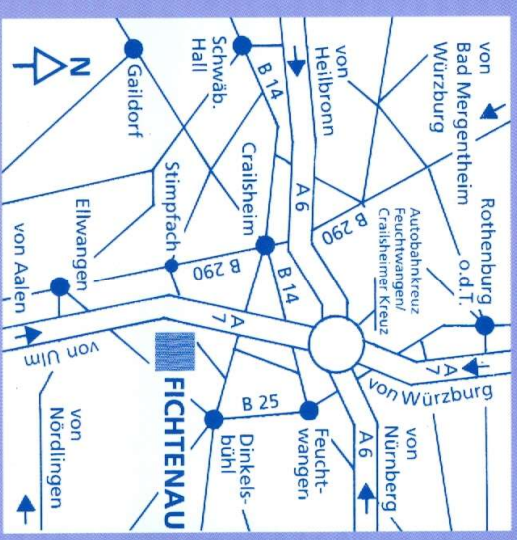 von
Bad Mergentheim
Würzburg
Rothenburg
o.d.T.
Autobahnkreuz
Feuchtwangen/
Crailsheimer Kreuz
A
7
von Würzburg
von
Nürnberg
A6
von
Heilbronn
A 6
B 290
Schwäb.
Hall
B 14
Crailsheim
B 14
Feucht-
wangen
B 25
Dinkels-
bühl
N
Gaildorf
Stimpfach
B 290
A
7
FICHTENAU
Ellwangen
von Aalen
von Ulm
von
Nördlingen